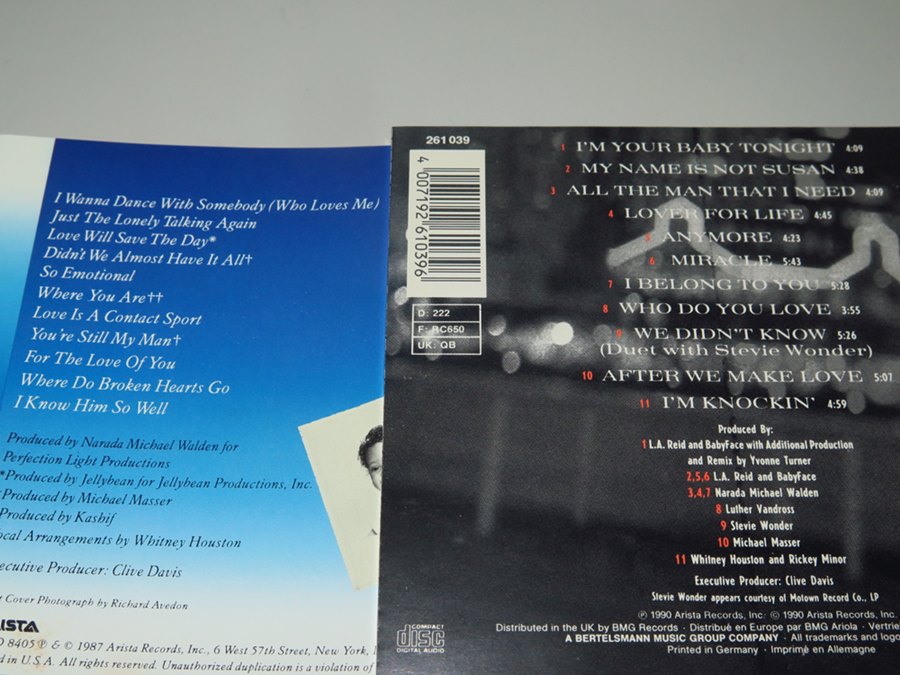 I Wanna Dance With Somebody (Who Loves Me)
Just The Lonely Talking Again
Love Will Save The Day*
Didn't We Almost Have It All†
So Emotional
Where You Are††
Love Is A Contact Sport
You're Still My Man†
For The Love Of You
Where Do Broken Hearts Go
I Know Him So Well
Produced by Narada Michael Walden for
Perfection Light Productions
*Produced by Jellybean for Jellybean Productions, Inc.
Produced by Michael Masser
Produced by Kashif
Arrangements by Whitney Houston
Producer: Clive Davis
Cover Photograph by Richard Avedon
8405 ℗ & © 1987 Arista Records, Inc., 6 West 57th Street, New York,
in U.S.A. All rights reserved. Unauthorized duplication is a violation of
261 039
4 007192 610396
D: 222
F: RC650
UK: QB
1 I'M YOUR BABY TONIGHT 4:09
2 MY NAME IS NOT SUSAN 4:38
3 ALL THE MAN THAT I NEED 4:09
4 LOVER FOR LIFE 4:45
5 ANYMORE 4:23
6 MIRACLE 5:43
7 I BELONG TO YOU 5:28
8 WHO DO YOU LOVE 3:55
9 WE DIDN'T KNOW 5:26
(Duet with Stevie Wonder)
10 AFTER WE MAKE LOVE 5:07
11 I'M KNOCKIN' 4:59
Produced By:
1 L.A. Reid and BabyFace with Additional Production
and Remix by Yvonne Turner
2,5,6 L.A. Reid and BabyFace
3,4,7 Narada Michael Walden
8 Luther Vandross
9 Stevie Wonder
10 Michael Masser
11 Whitney Houston and Rickey Minor
Executive Producer: Clive Davis
Stevie Wonder appears courtesy of Motown Record Co., LP
℗ 1990 Arista Records, Inc. © 1990 Arista Records, Inc.
Distributed in the UK by BMG Records · Distribué en Europe par BMG Ariola ·
A BERTELSMANN MUSIC GROUP COMPANY · All trademarks and
Printed in Germany · Imprimé en Allemagne
COMPACT
disc
DIGITAL AUDIO